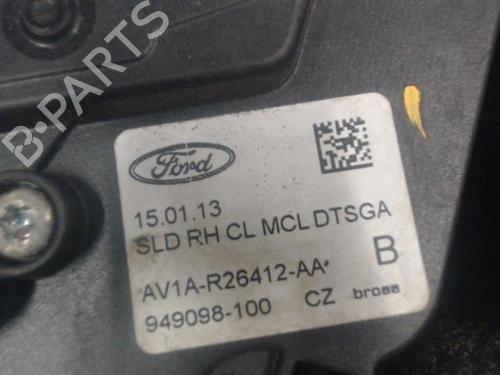 B-PARTS
Ford
15.01.13
SLD RH CL MCL DTSGA
AV1A-R26412-AA* B
949098-100 CZ brose